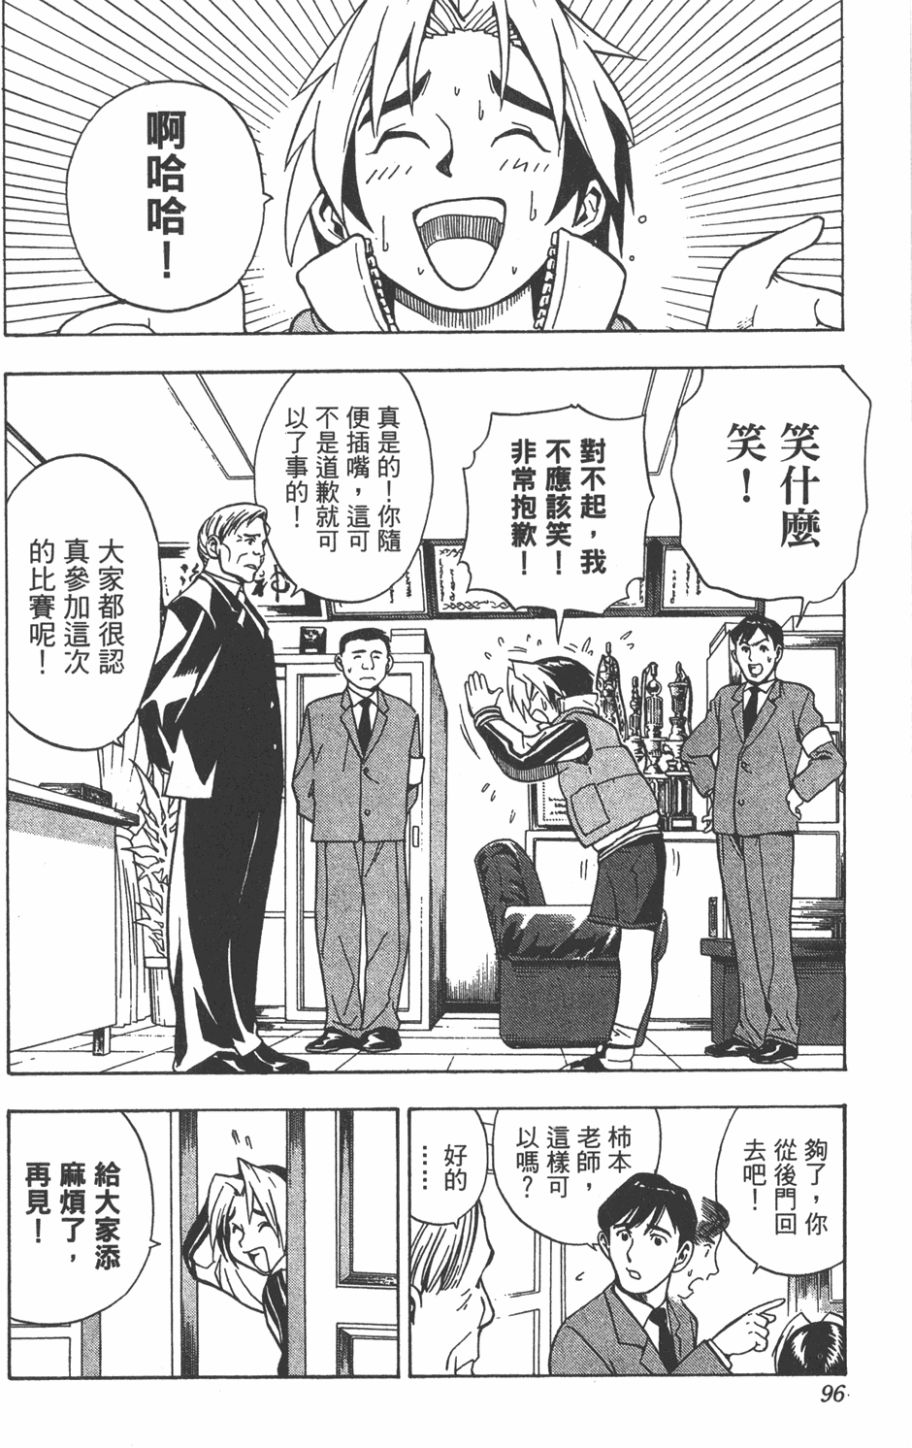 啊哈哈！
笑什麼
笑！
對不起，我
不應該笑！
非常抱歉！
真是的！你隨
便插嘴，這可
不是道歉就可
以了事的！
大家都很認
真參加這次
的比賽呢！
夠了，你
從後門回
去吧！
柿本
老師，
這樣可
以嗎？
好的
……
給大家添
麻煩了，
再見！
96